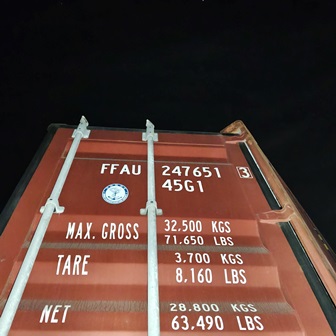 FFAU 247651 3
45G1
MAX. GROSS 32,500 KGS
71,650 LBS
TARE 3,700 KGS
8,160 LBS
NET 28,800 KGS
63,490 LBS